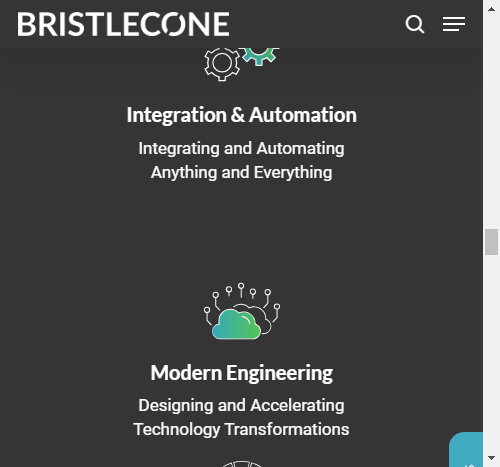 BRISTLECONE
Integration & Automation
Integrating and Automating
Anything and Everything
Modern Engineering
Designing and Accelerating
Technology Transformations